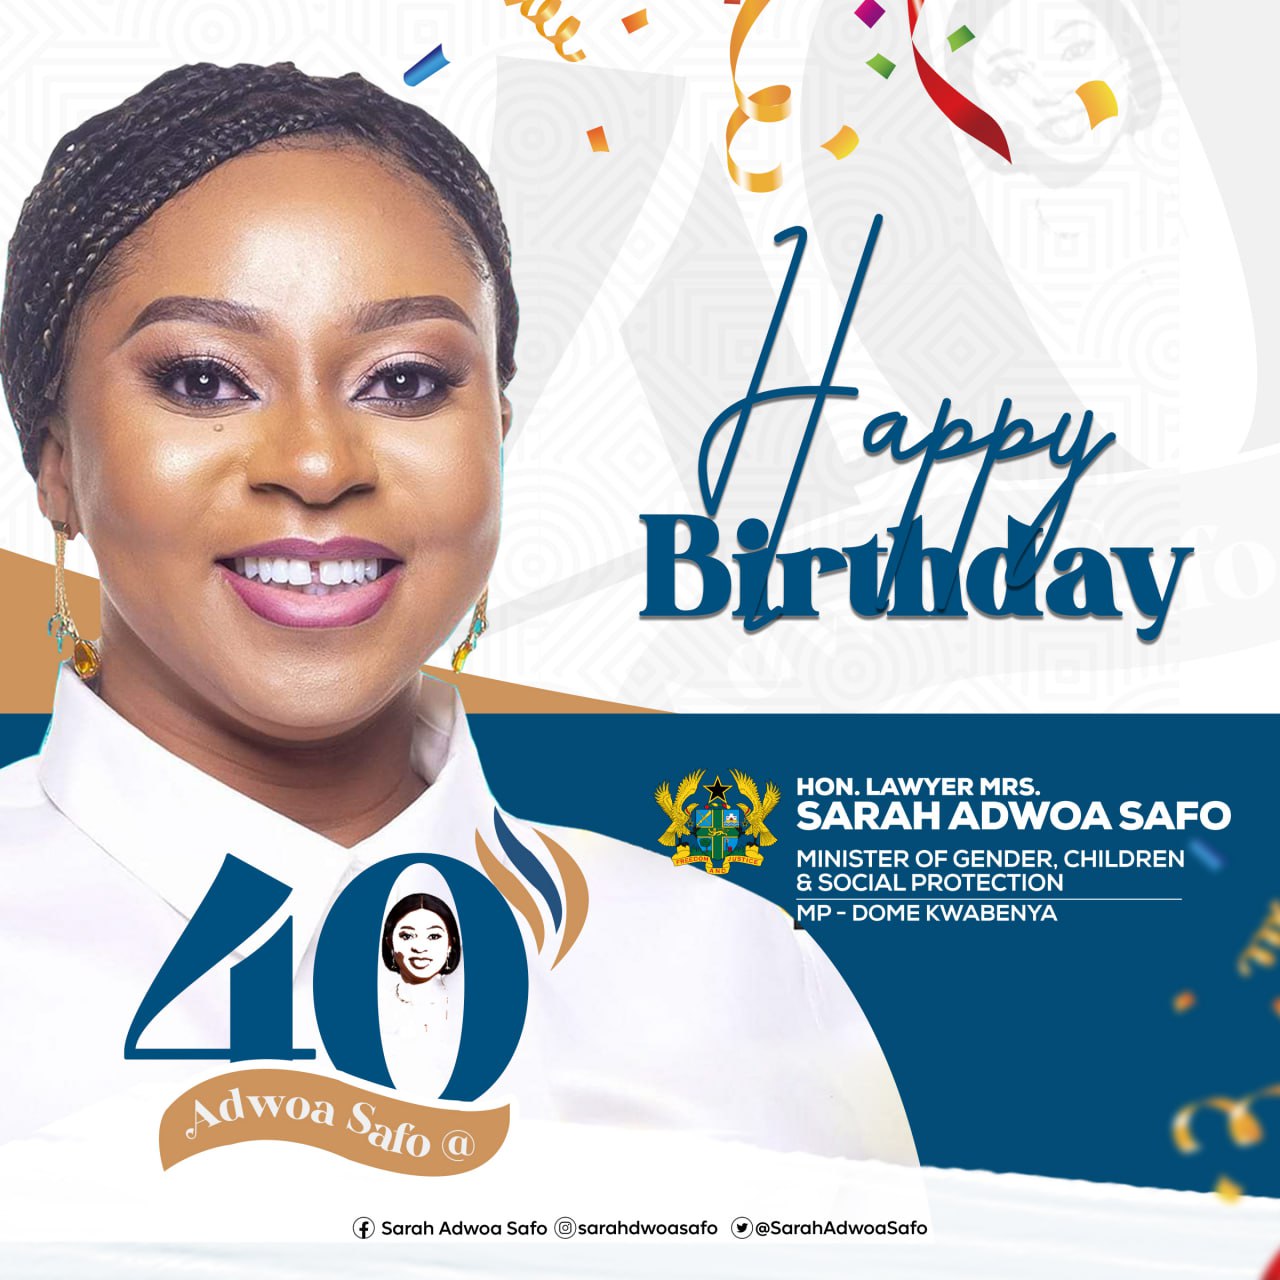 Happy
Birthday
HON. LAWYER MRS.
SARAH ADWOA SAFO
MINISTER OF GENDER, CHILDREN
& SOCIAL PROTECTION
MP - DOME KWABENYA
FREEDOM AND JUSTICE
40
Adwoa Safo @
Sarah Adwoa Safo sarahdwoasafo @SarahAdwoaSafo